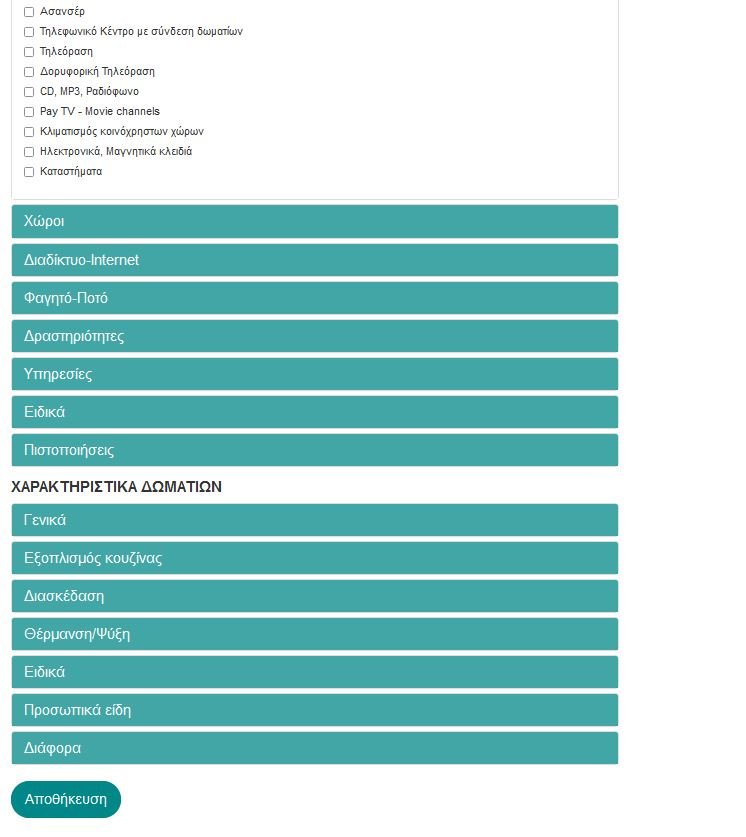 Ασανσέρ
Τηλεφωνικό Κέντρο με σύνδεση δωματίων
Τηλεόραση
Δορυφορική Τηλεόραση
CD, MP3, Ραδιόφωνο
Pay TV - Movie channels
Κλιματισμός κοινόχρηστων χώρων
Ηλεκτρονικά, Μαγνητικά κλειδιά
Καταστήματα
Χώροι
Διαδίκτυο-Internet
Φαγητό-Ποτό
Δραστηριότητες
Υπηρεσίες
Ειδικά
Πιστοποιήσεις
ΧΑΡΑΚΤΗΡΙΣΤΙΚΑ ΔΩΜΑΤΙΩΝ
Γενικά
Εξοπλισμός κουζίνας
Διασκέδαση
Θέρμανση/Ψύξη
Ειδικά
Προσωπικά είδη
Διάφορα
Αποθήκευση